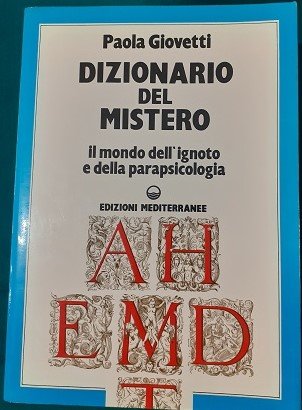 Paola Giovetti
DIZIONARIO
DEL
MISTERO
il mondo dell'ignoto
e della parapsicologia
EDIZIONI MEDITERRANEE
A H
E M D
T